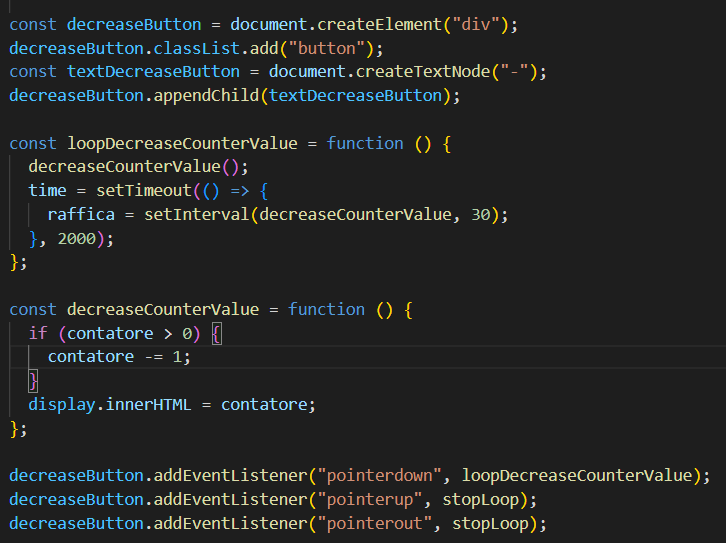 const decreaseButton = document.createElement("div");
decreaseButton.classList.add("button");
const textDecreaseButton = document.createTextNode("-");
decreaseButton.appendChild(textDecreaseButton);

const loopDecreaseCounterValue = function () {
  decreaseCounterValue();
  time = setTimeout(() => {
    raffica = setInterval(decreaseCounterValue, 30);
  }, 2000);
};

const decreaseCounterValue = function () {
  if (contatore > 0) {
    contatore -= 1;
  }
  display.innerHTML = contatore;
};

decreaseButton.addEventListener("pointerdown", loopDecreaseCounterValue);
decreaseButton.addEventListener("pointerup", stopLoop);
decreaseButton.addEventListener("pointerout", stopLoop);